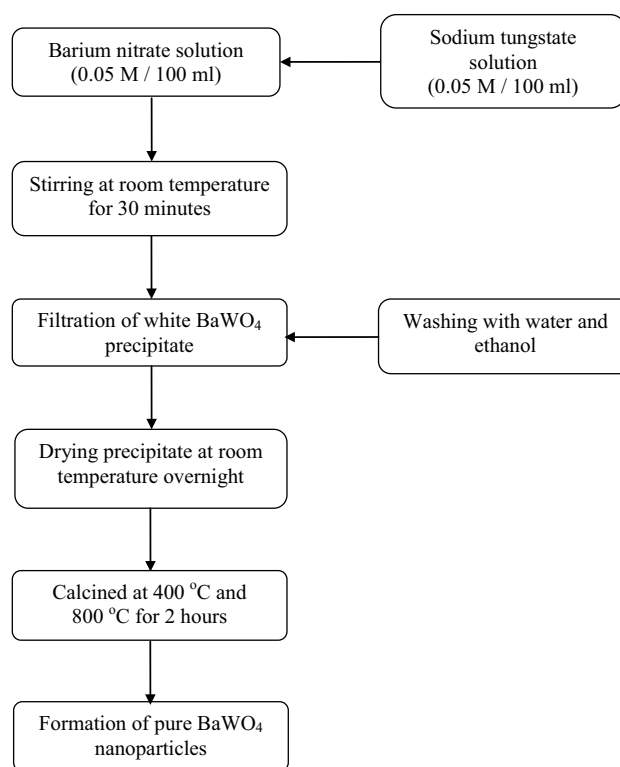 Barium nitrate solution
(0.05 M / 100 ml)
Sodium tungstate
solution
(0.05 M / 100 ml)
Stirring at room temperature
for 30 minutes
Filtration of white BaWO₄
precipitate
Washing with water and
ethanol
Drying precipitate at room
temperature overnight
Calcined at 400 °C and
800 °C for 2 hours
Formation of pure BaWO₄
nanoparticles